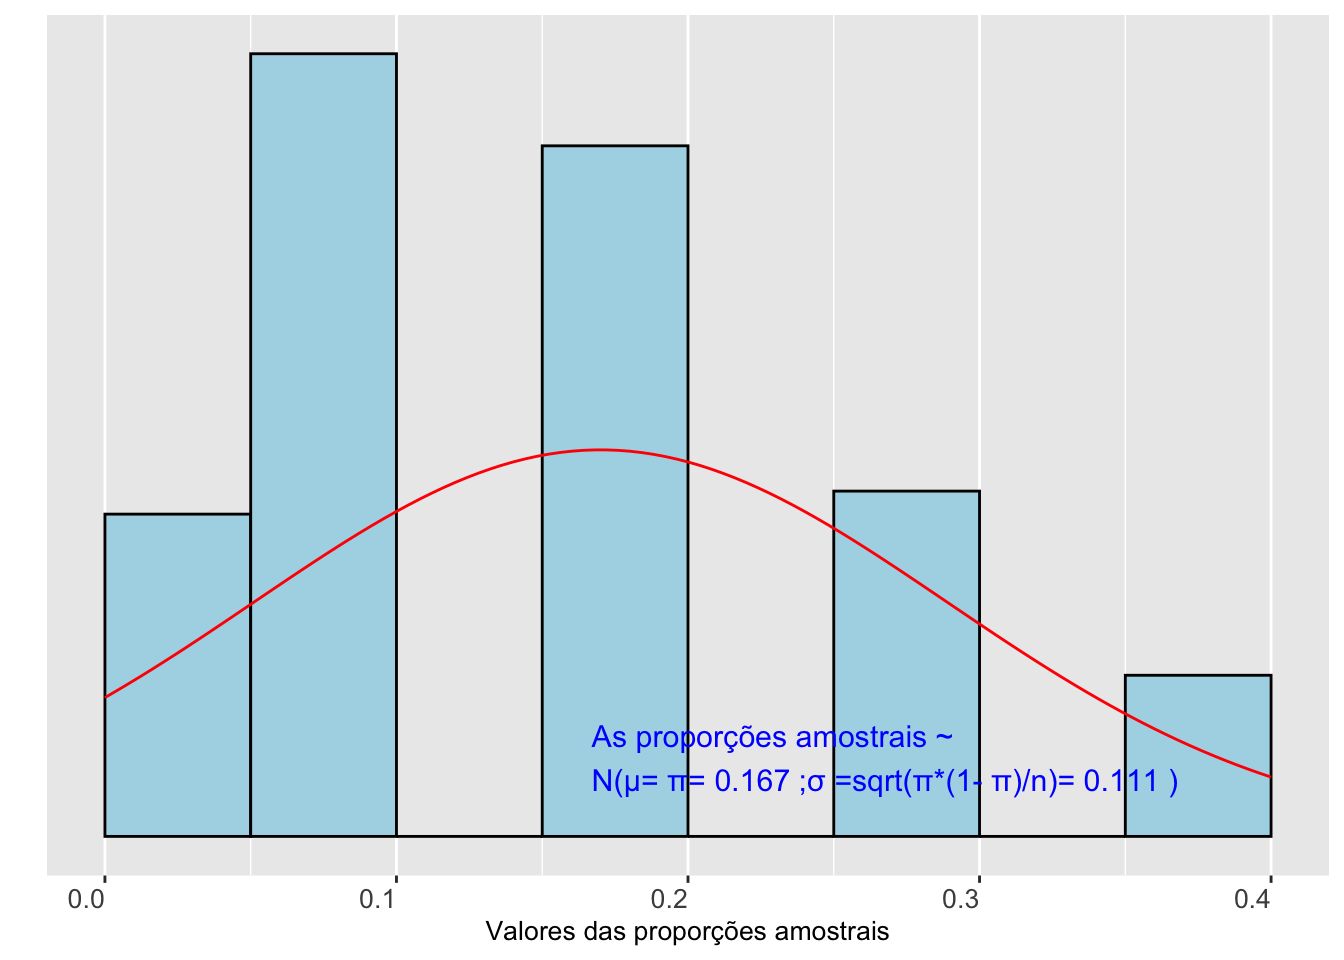 As proporções amostrais ~
N(μ= π= 0.167 ;σ =sqrt(π*(1- π)/n)= 0.111 )
0.0 0.1 0.2 0.3 0.4
Valores das proporções amostrais